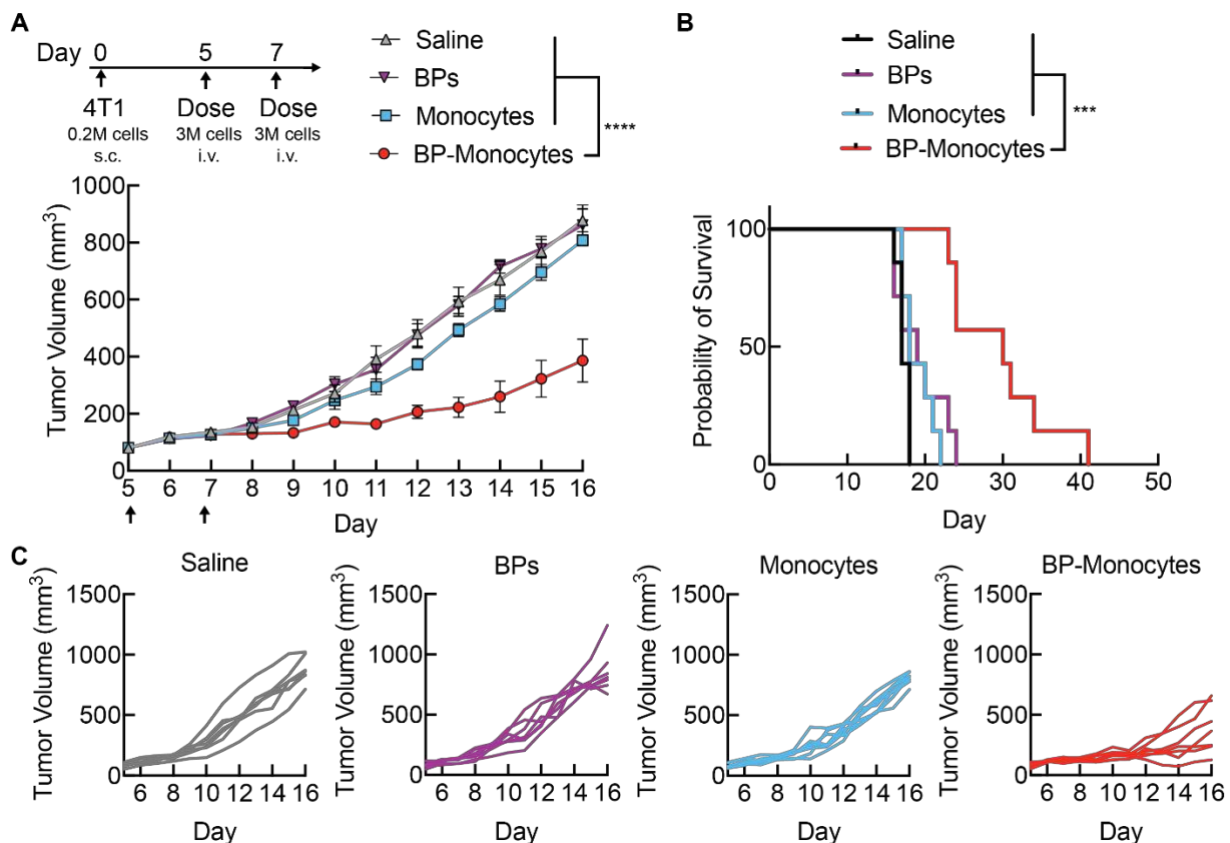 A
Day 0 5 7
4T1 Dose Dose
0.2M cells 3M cells 3M cells
s.c. i.v. i.v.
Saline
BPs
Monocytes
BP-Monocytes
****
Tumor Volume (mm³)
1000
800
600
400
200
0
5 6 7 8 9 10 11 12 13 14 15 16
Day
B
Saline
BPs
Monocytes
BP-Monocytes
***
Probability of Survival
100
50
0
0 10 20 30 40 50
Day
C
Saline
Tumor Volume (mm³)
1500
1000
500
0
6 8 10 12 14 16
Day
BPs
Tumor Volume (mm³)
1500
1000
500
0
6 8 10 12 14 16
Day
Monocytes
Tumor Volume (mm³)
1500
1000
500
0
6 8 10 12 14 16
Day
BP-Monocytes
Tumor Volume (mm³)
1500
1000
500
0
6 8 10 12 14 16
Day